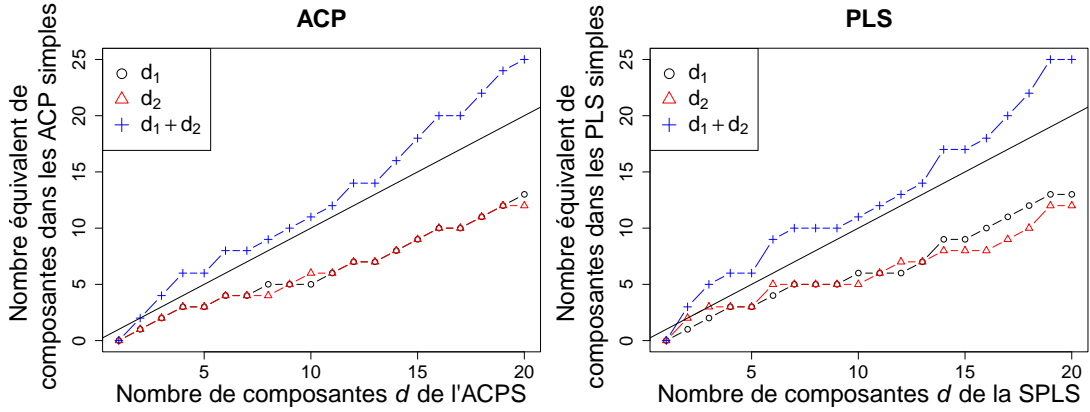 ACP
Nombre équivalent de
composantes dans les ACP simples
0
5
10
15
20
25
d1
d2
d1 + d2
5
10
15
20
Nombre de composantes d de l'ACPS
PLS
Nombre équivalent de
composantes dans les PLS simples
0
5
10
15
20
25
d1
d2
d1 + d2
5
10
15
20
Nombre de composantes d de la SPLS